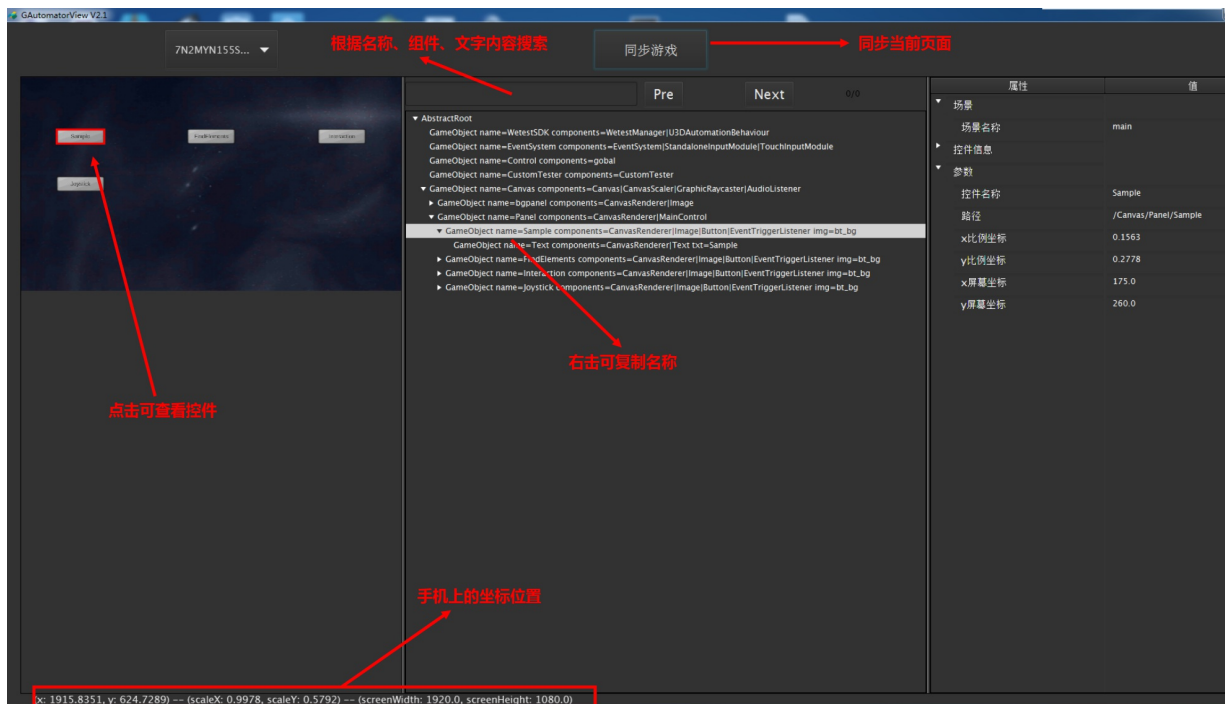 GAutomatorView V2.1
7N2MYN155S...
根据名称、组件、文字内容搜索
同步游戏
同步当前页面
Pre
Next
0/0
Sample
FindElements
Interaction
Joystick
点击可查看控件
AbstractRoot
GameObject name=WetestSDK components=WetestManager|U3DAutomationBehaviour
GameObject name=EventSystem components=EventSystem|StandaloneInputModule|TouchInputModule
GameObject name=Control components=gobal
GameObject name=CustomTester components=CustomTester
GameObject name=Canvas components=Canvas|CanvasScaler|GraphicRaycaster|AudioListener
GameObject name=bgpanel components=CanvasRenderer|Image
GameObject name=Panel components=CanvasRenderer|MainControl
GameObject name=Sample components=CanvasRenderer|Image|Button|EventTriggerListener img=bt_bg
GameObject name=Text components=CanvasRenderer|Text txt=Sample
GameObject name=FindElements components=CanvasRenderer|Image|Button|EventTriggerListener img=bt_bg
GameObject name=Interaction components=CanvasRenderer|Image|Button|EventTriggerListener img=bt_bg
GameObject name=Joystick components=CanvasRenderer|Image|Button|EventTriggerListener img=bt_bg
右击可复制名称
手机上的坐标位置
属性 值
场景
场景名称 main
控件信息
参数
控件名称 Sample
路径 /Canvas/Panel/Sample
x比例坐标 0.1563
y比例坐标 0.2778
x屏幕坐标 175.0
y屏幕坐标 260.0
(x: 1915.8351, y: 624.7289) -- (scaleX: 0.9978, scaleY: 0.5792) -- (screenWidth: 1920.0, screenHeight: 1080.0)